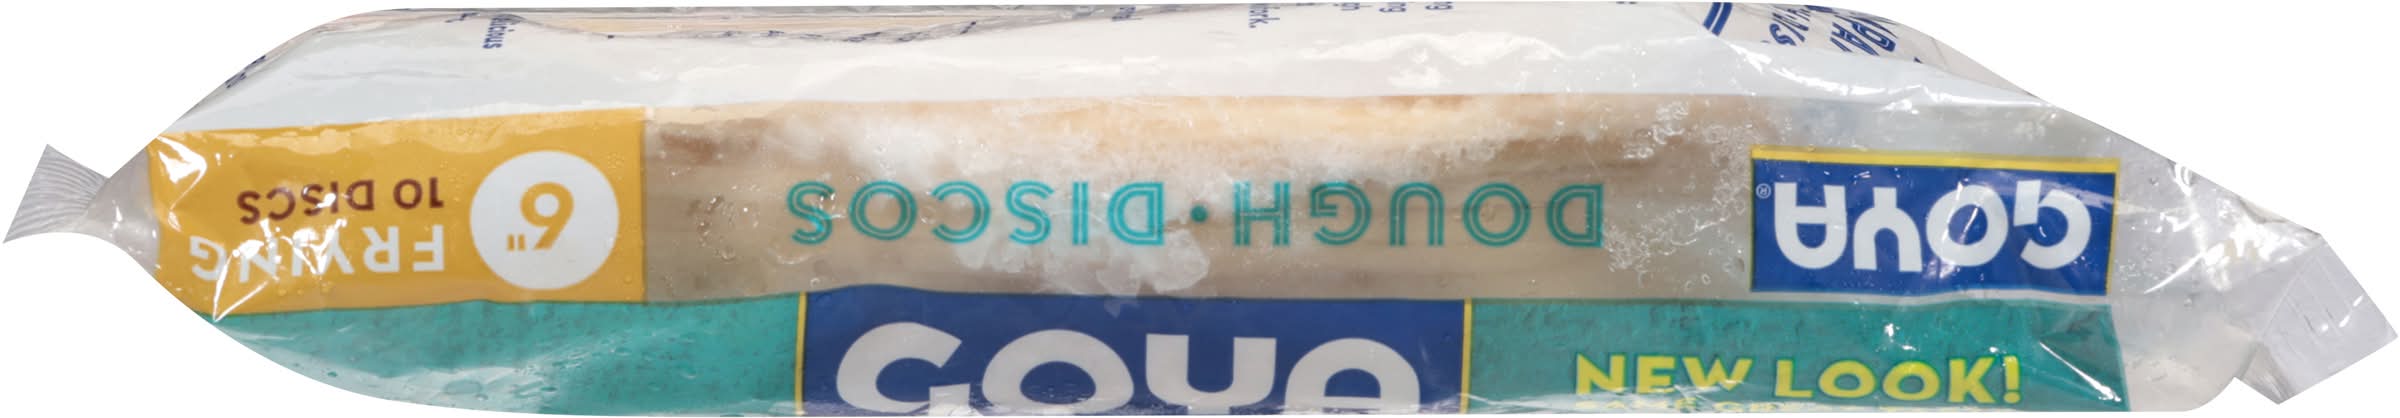 GOYA®
DOUGH • DISCOS
6"
FRYING
10 DISCS
GOYA
NEW LOOK!